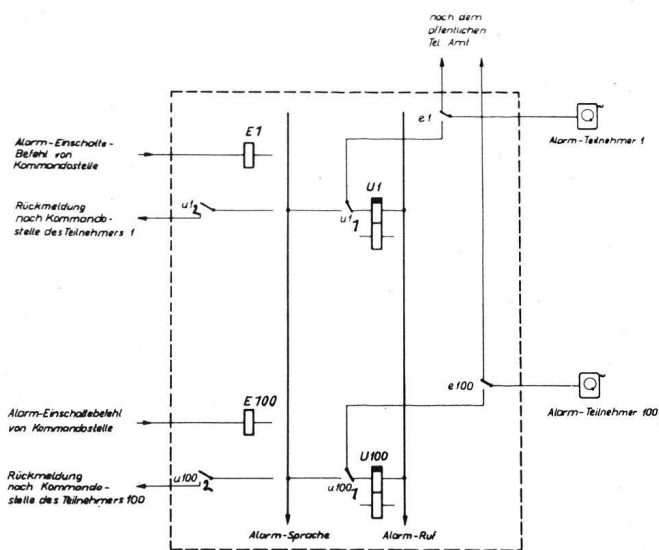 nach dem
öffentlichen
Tel Amt
e1
Alarm-Teilnehmer 1
E1
Alarm-Einschalte-
Befehl von
Kommandostelle
U1
Rückmeldung
nach Kommando-
stelle des Teilnehmers 1
u1 2
u1 1
e100
Alarm-Teilnehmer 100
E100
Alarm-Einschaltebefehl
von Kommandostelle
U100
Rückmeldung
nach Kommando-
stelle des Teilnehmers 100
u100 2
u100 1
Alarm-Sprache
Alarm-Ruf